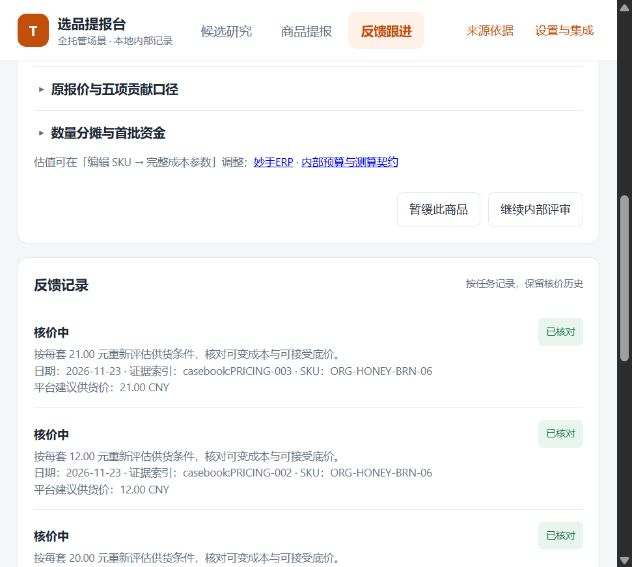 T
选品提报台
全托管场景 · 本地内部记录
候选研究
商品提报
反馈跟进
来源依据
设置与集成
原报价与五项贡献口径
数量分摊与首批资金
估值可在「编辑 SKU → 完整成本参数」调整；妙手ERP · 内部预算与测算契约
暂缓此商品
继续内部评审
反馈记录
按任务记录，保留核价历史
核价中
已核对
按每套 21.00 元重新评估供货条件，核对可变成本与可接受底价。
日期：2026-11-23 · 证据索引：casebook:PRICING-003 · SKU：ORG-HONEY-BRN-06
平台建议供货价：21.00 CNY
核价中
已核对
按每套 12.00 元重新评估供货条件，核对可变成本与可接受底价。
日期：2026-11-23 · 证据索引：casebook:PRICING-002 · SKU：ORG-HONEY-BRN-06
平台建议供货价：12.00 CNY
核价中
已核对
按每套 20.00 元重新评估供货条件，核对可变成本与可接受底价。